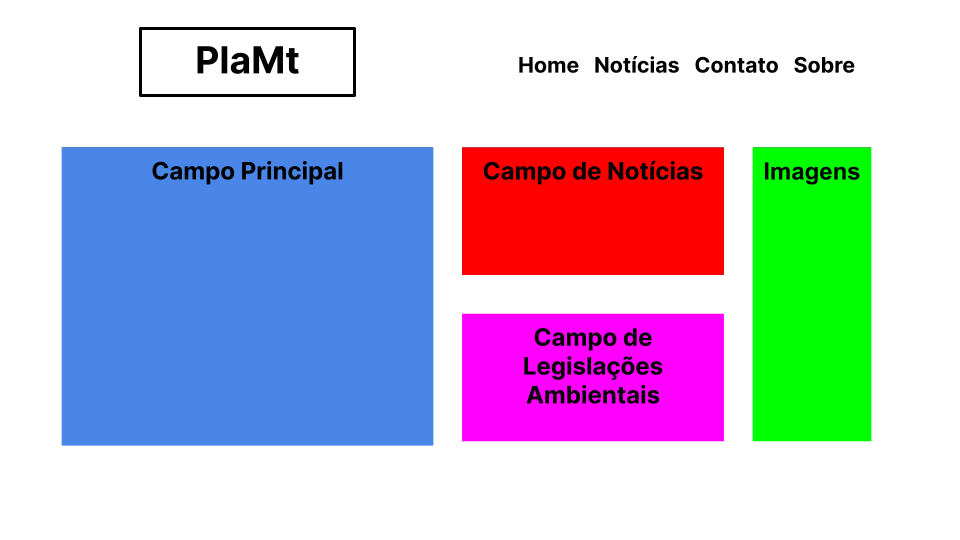 PlaMt
Home Notícias Contato Sobre
Campo Principal
Campo de Notícias
Imagens
Campo de
Legislações
Ambientais